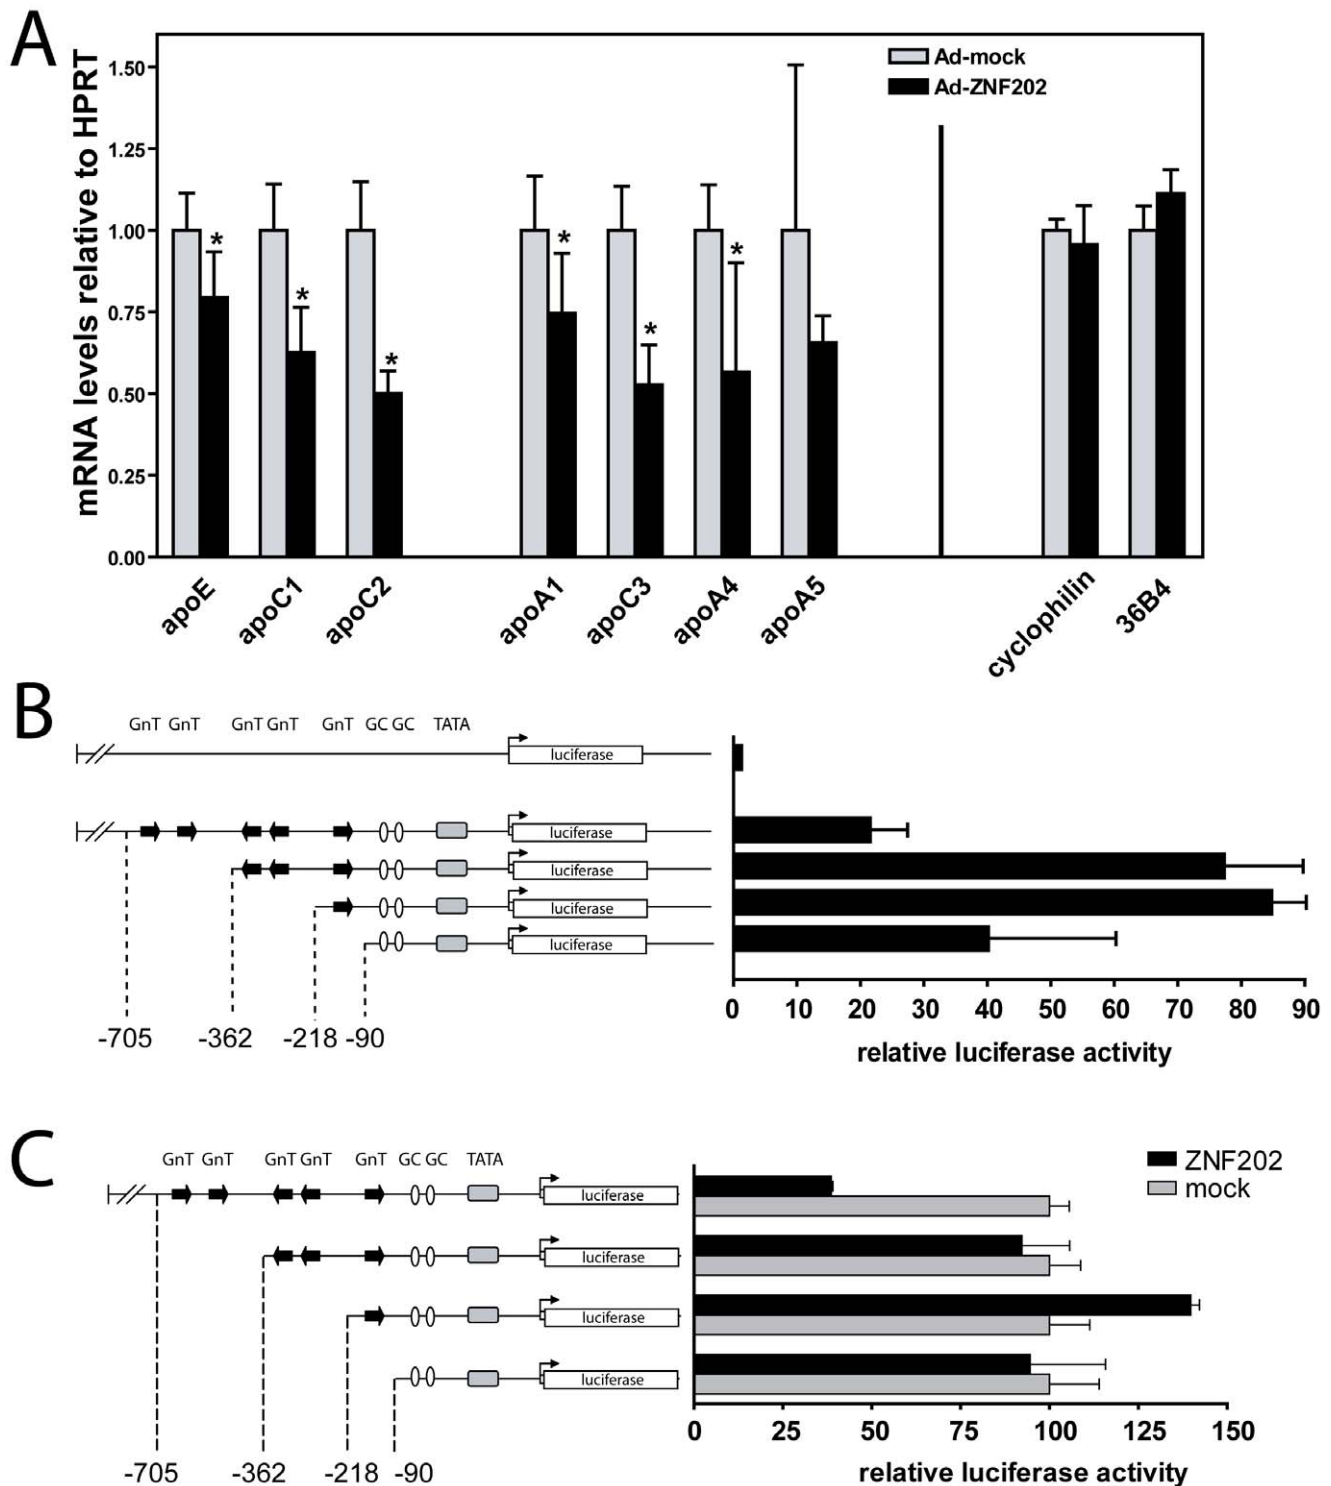 A
mRNA levels relative to HPRT
1.50
1.25
1.00
0.75
0.50
0.25
0.00
Ad-mock
Ad-ZNF202
* * * * * *
apoE apoC1 apoC2 apoA1 apoC3 apoA4 apoA5 cyclophilin 36B4
B
GnT GnT GnT GnT GnT GC GC TATA
luciferase
luciferase
luciferase
luciferase
luciferase
-705 -362 -218 -90
0 10 20 30 40 50 60 70 80 90
relative luciferase activity
C
GnT GnT GnT GnT GnT GC GC TATA
ZNF202
mock
luciferase
luciferase
luciferase
luciferase
-705 -362 -218 -90
0 25 50 75 100 125 150
relative luciferase activity